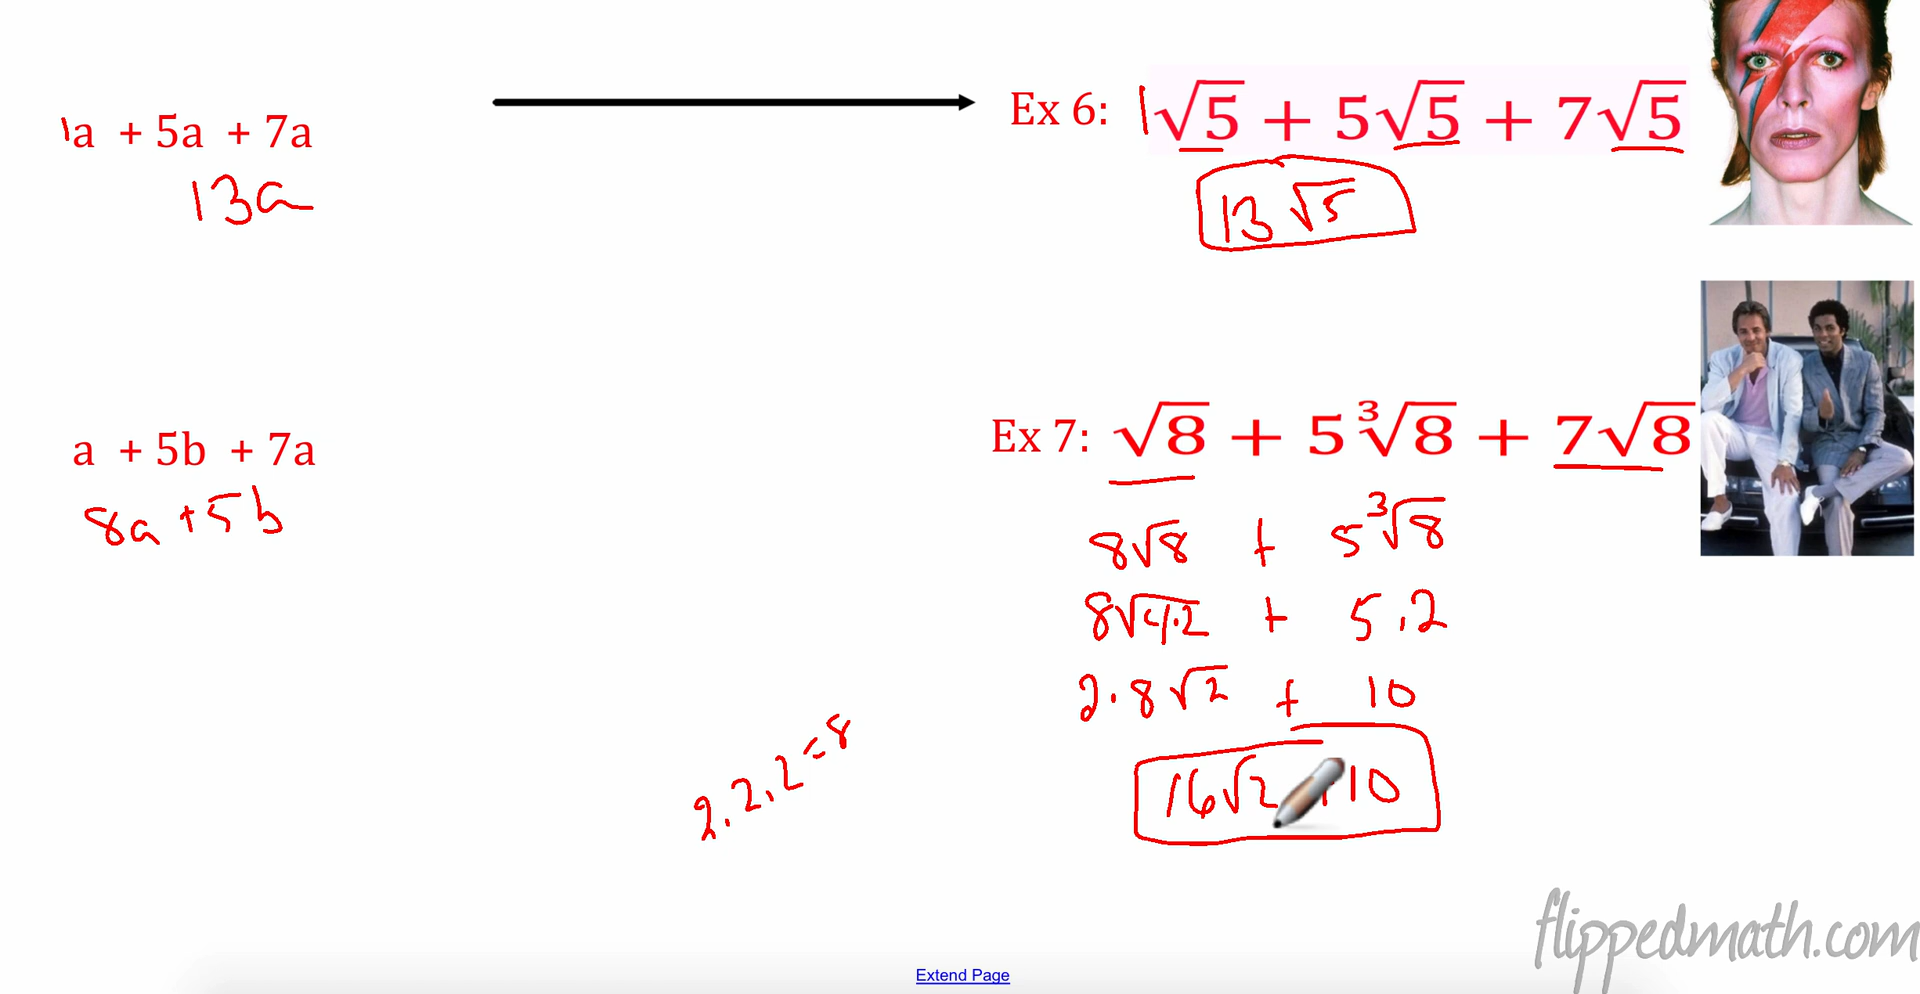 1a + 5a + 7a
13a
Ex 6: 1√5 + 5√5 + 7√5
13√5
a + 5b + 7a
8a + 5b
Ex 7: √8 + 5∛8 + 7√8
8√8 + 5∛8
8√4·2 + 5·2
2·8√2 + 10
16√2 + 10
2·2·2=8
flippedmath.com
Extend Page